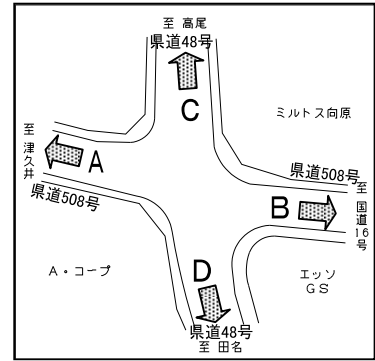 至 高尾
県道48号
C
ミルトス向原
至 津久井
A
県道508号
県道508号
至 国道16号
B
D
A・コープ
エッソ
GS
県道48号
至 田名